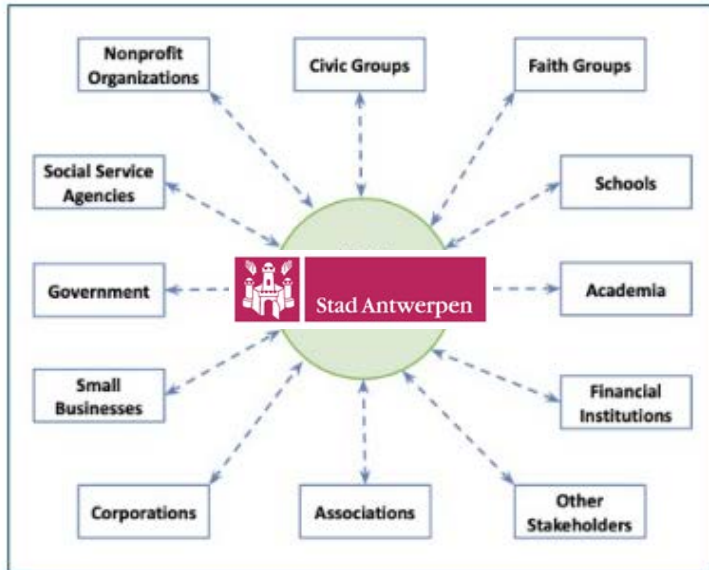 Nonprofit
Organizations
Civic Groups
Faith Groups
Social Service
Agencies
Schools
Government
Stad Antwerpen
Academia
Small
Businesses
Financial
Institutions
Corporations
Associations
Other
Stakeholders